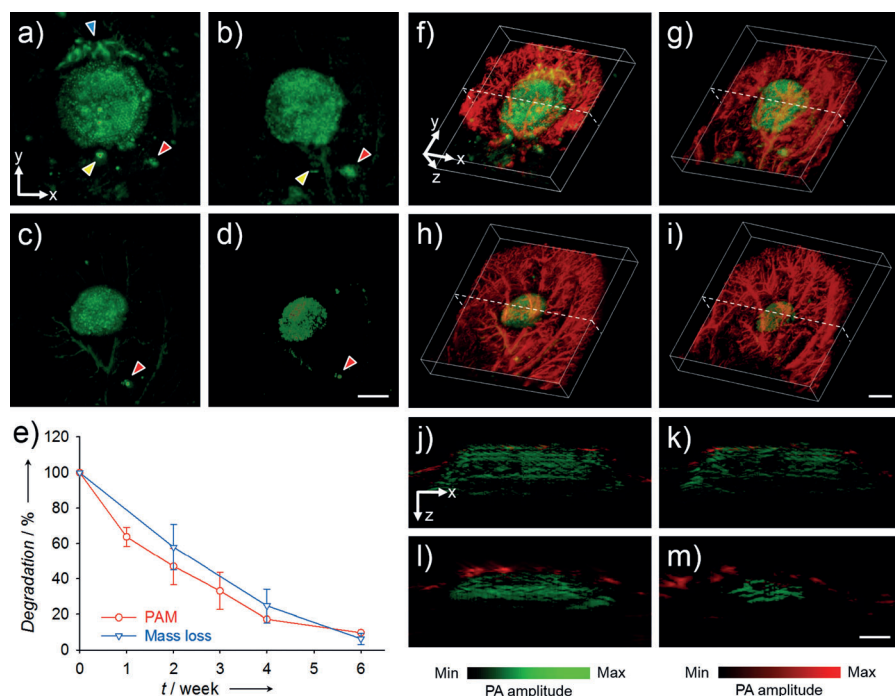 a)
b)
f)
g)
y
x
y
x
z
c)
d)
h)
i)
e)
120
100
80
60
40
20
0
Degradation / %
PAM
Mass loss
0 1 2 3 4 5 6
t / week
j)
k)
x
z
l)
m)
Min Max
PA amplitude
Min Max
PA amplitude